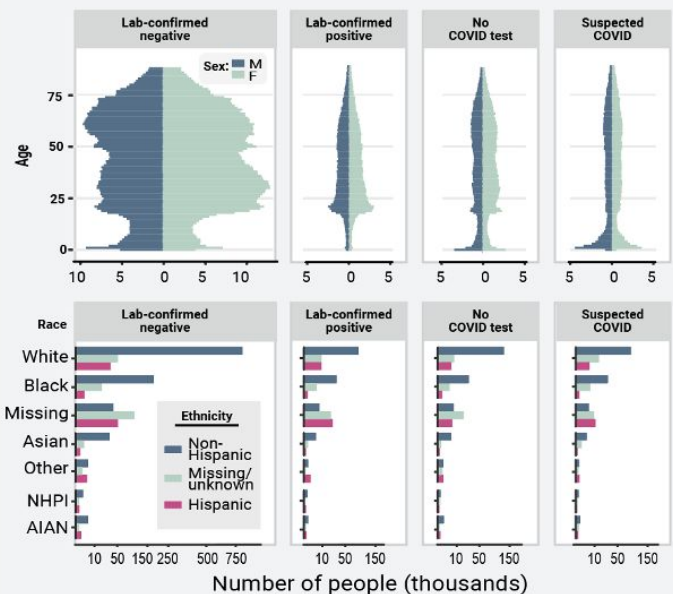 Lab-confirmed
negative
Lab-confirmed
positive
No
COVID test
Suspected
COVID
Sex: M
F
Age
75
50
25
0
10 5 0 5 10
5 0 5
5 0 5
5 0 5
Race
Lab-confirmed
negative
Lab-confirmed
positive
No
COVID test
Suspected
COVID
White
Black
Missing
Asian
Other
NHPI
AIAN
Ethnicity
Non-
Hispanic
Missing/
unknown
Hispanic
10 50 150 250 500 750
10 50 150
10 50 150
10 50 150
Number of people (thousands)